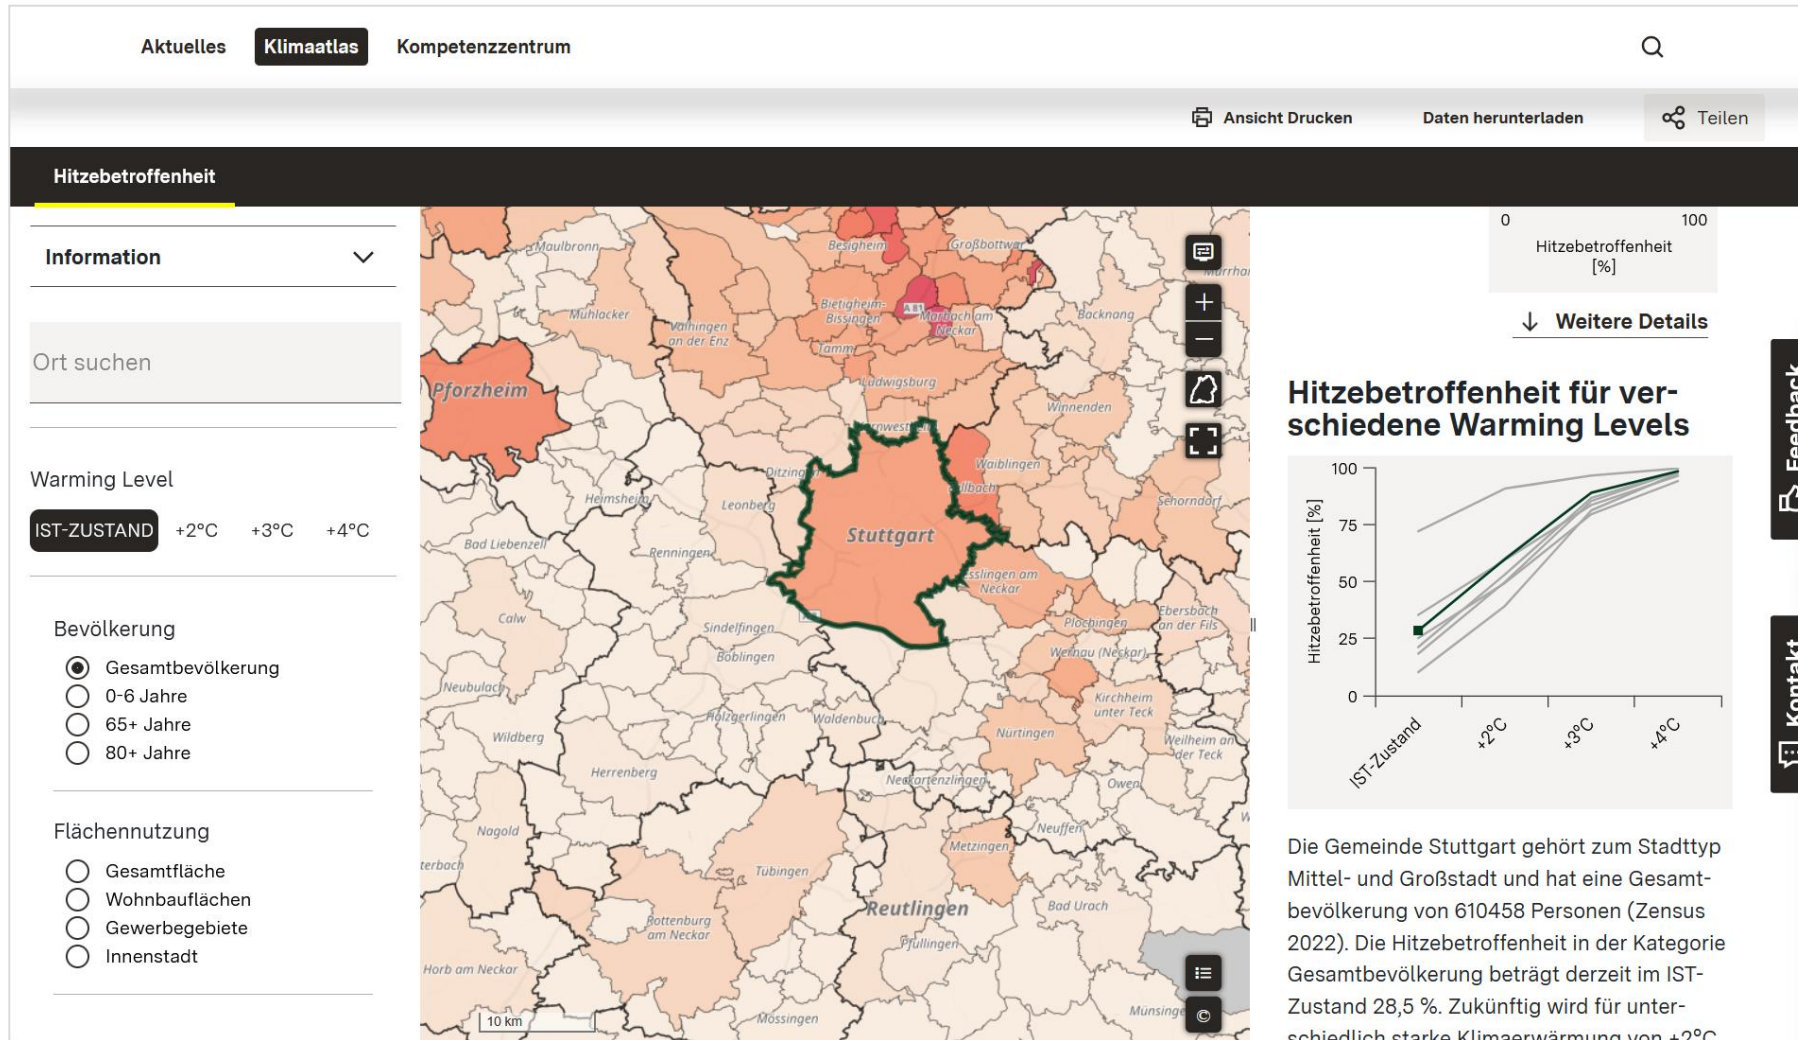 Aktuelles Klimaatlas Kompetenzzentrum
Ansicht Drucken Daten herunterladen Teilen
Hitzebetroffenheit
Information
Ort suchen
Warming Level
IST-ZUSTAND +2°C +3°C +4°C
Bevölkerung
Gesamtbevölkerung
0-6 Jahre
65+ Jahre
80+ Jahre
Flächennutzung
Gesamtfläche
Wohnbauflächen
Gewerbegebiete
Innenstadt
Maulbronn
Besigheim
Großbottwar
Mühlacker
Vaihingen
an der Enz
Bietigheim-
Bissingen
A 81
Marbach am
Neckar
Backnang
Tamm
Ludwigsburg
Pforzheim
Winnenden
Ditzingen
Waiblingen
Heimsheim
Leonberg
Schorndorf
Stuttgart
Bad Liebenzell
Renningen
Esslingen am
Neckar
Calw
Sindelfingen
Böblingen
Plochingen
Ebersbach
an der Fils
Wernau (Neckar)
Neubulach
Holzgerlingen
Waldenbuch
Kirchheim
unter Teck
Wildberg
Nürtingen
Weilheim an
der Teck
Herrenberg
Neckartenzlingen
Owen
Nagold
Neuffen
Metzingen
terbach
Tübingen
Reutlingen
Bad Urach
Rottenburg
am Neckar
Pfullingen
Horb am Neckar
Mössingen
Münsinge
10 km
©
0 100
Hitzebetroffenheit
[%]
Weitere Details
Hitzebetroffenheit für ver-
schiedene Warming Levels
Hitzebetroffenheit [%]
100
75
50
25
0
IST-Zustand +2°C +3°C +4°C
Die Gemeinde Stuttgart gehört zum Stadttyp
Mittel- und Großstadt und hat eine Gesamt-
bevölkerung von 610458 Personen (Zensus
2022). Die Hitzebetroffenheit in der Kategorie
Gesamtbevölkerung beträgt derzeit im IST-
Zustand 28,5 %. Zukünftig wird für unter-
schiedlich starke Klimaerwärmung von +2°C
Feedback
Kontakt